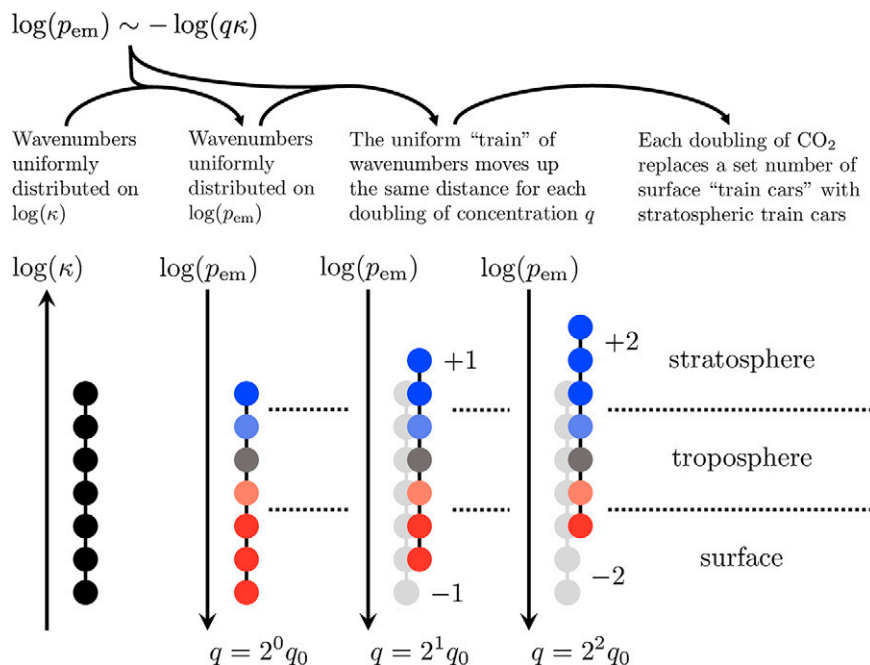 log(p_em) ∼ − log(qκ)
Wavenumbers
uniformly
distributed on
log(κ)
Wavenumbers
uniformly
distributed on
log(p_em)
The uniform “train” of
wavenumbers moves up
the same distance for each
doubling of concentration q
Each doubling of CO₂
replaces a set number of
surface “train cars” with
stratospheric train cars
log(κ)
log(p_em)
log(p_em)
log(p_em)
+1
+2
stratosphere
troposphere
surface
−1
−2
q = 2⁰q₀
q = 2¹q₀
q = 2²q₀